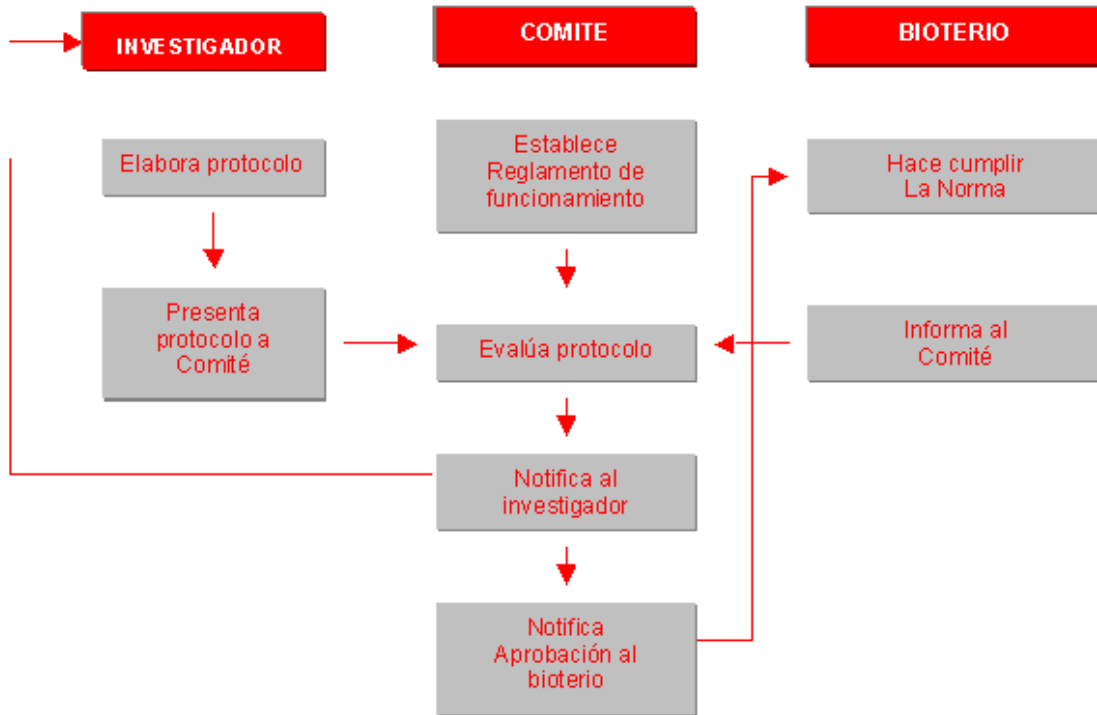 INVESTIGADOR
COMITE
BIOTERIO
Elabora protocolo
Establece
Reglamento de
funcionamiento
Hace cumplir
La Norma
Presenta
protocolo a
Comité
Evalúa protocolo
Informa al
Comité
Notifica al
investigador
Notifica
Aprobación al
bioterio